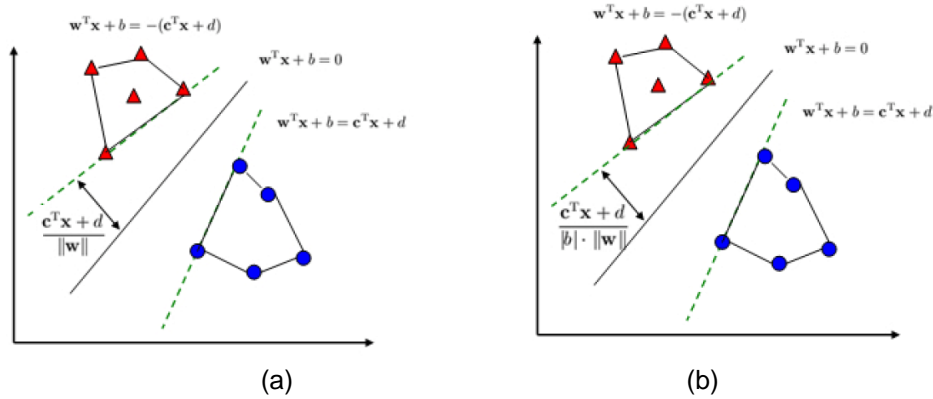 w^T x + b = −(c^T x + d)
w^T x + b = 0
w^T x + b = c^T x + d
c^T x + d
‖w‖
(a)
w^T x + b = −(c^T x + d)
w^T x + b = 0
w^T x + b = c^T x + d
c^T x + d
|b| · ‖w‖
(b)